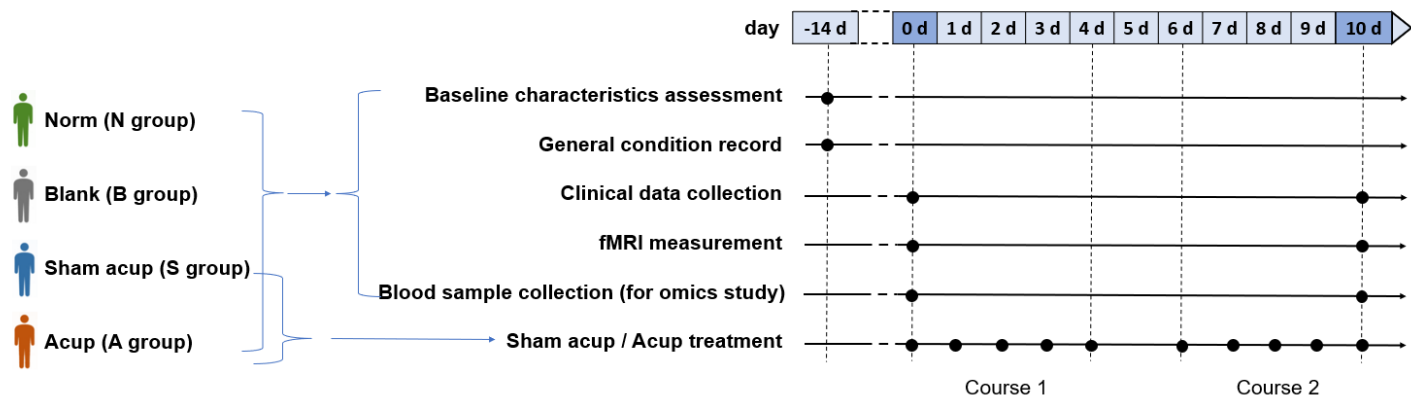 day -14 d 0 d 1 d 2 d 3 d 4 d 5 d 6 d 7 d 8 d 9 d 10 d
Baseline characteristics assessment
Norm (N group)
General condition record
Blank (B group)
Clinical data collection
fMRI measurement
Sham acup (S group)
Blood sample collection (for omics study)
Acup (A group)
Sham acup / Acup treatment
Course 1 Course 2